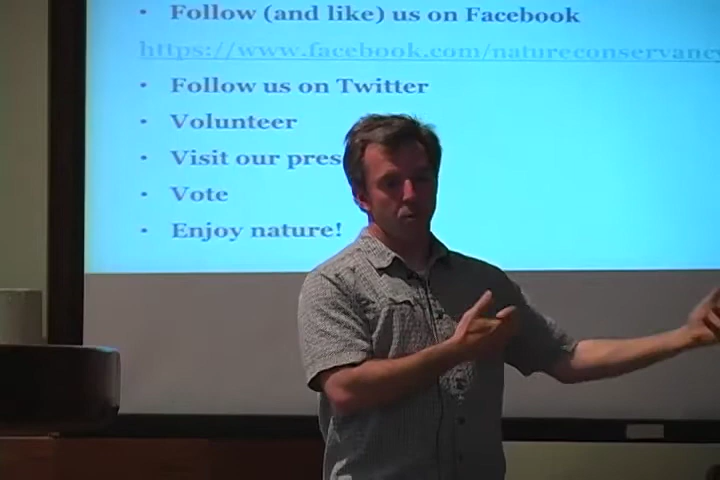 • Follow (and like) us on Facebook
https://www.facebook.com/natureconservancy
• Follow us on Twitter
• Volunteer
• Visit our pres
• Vote
• Enjoy nature!